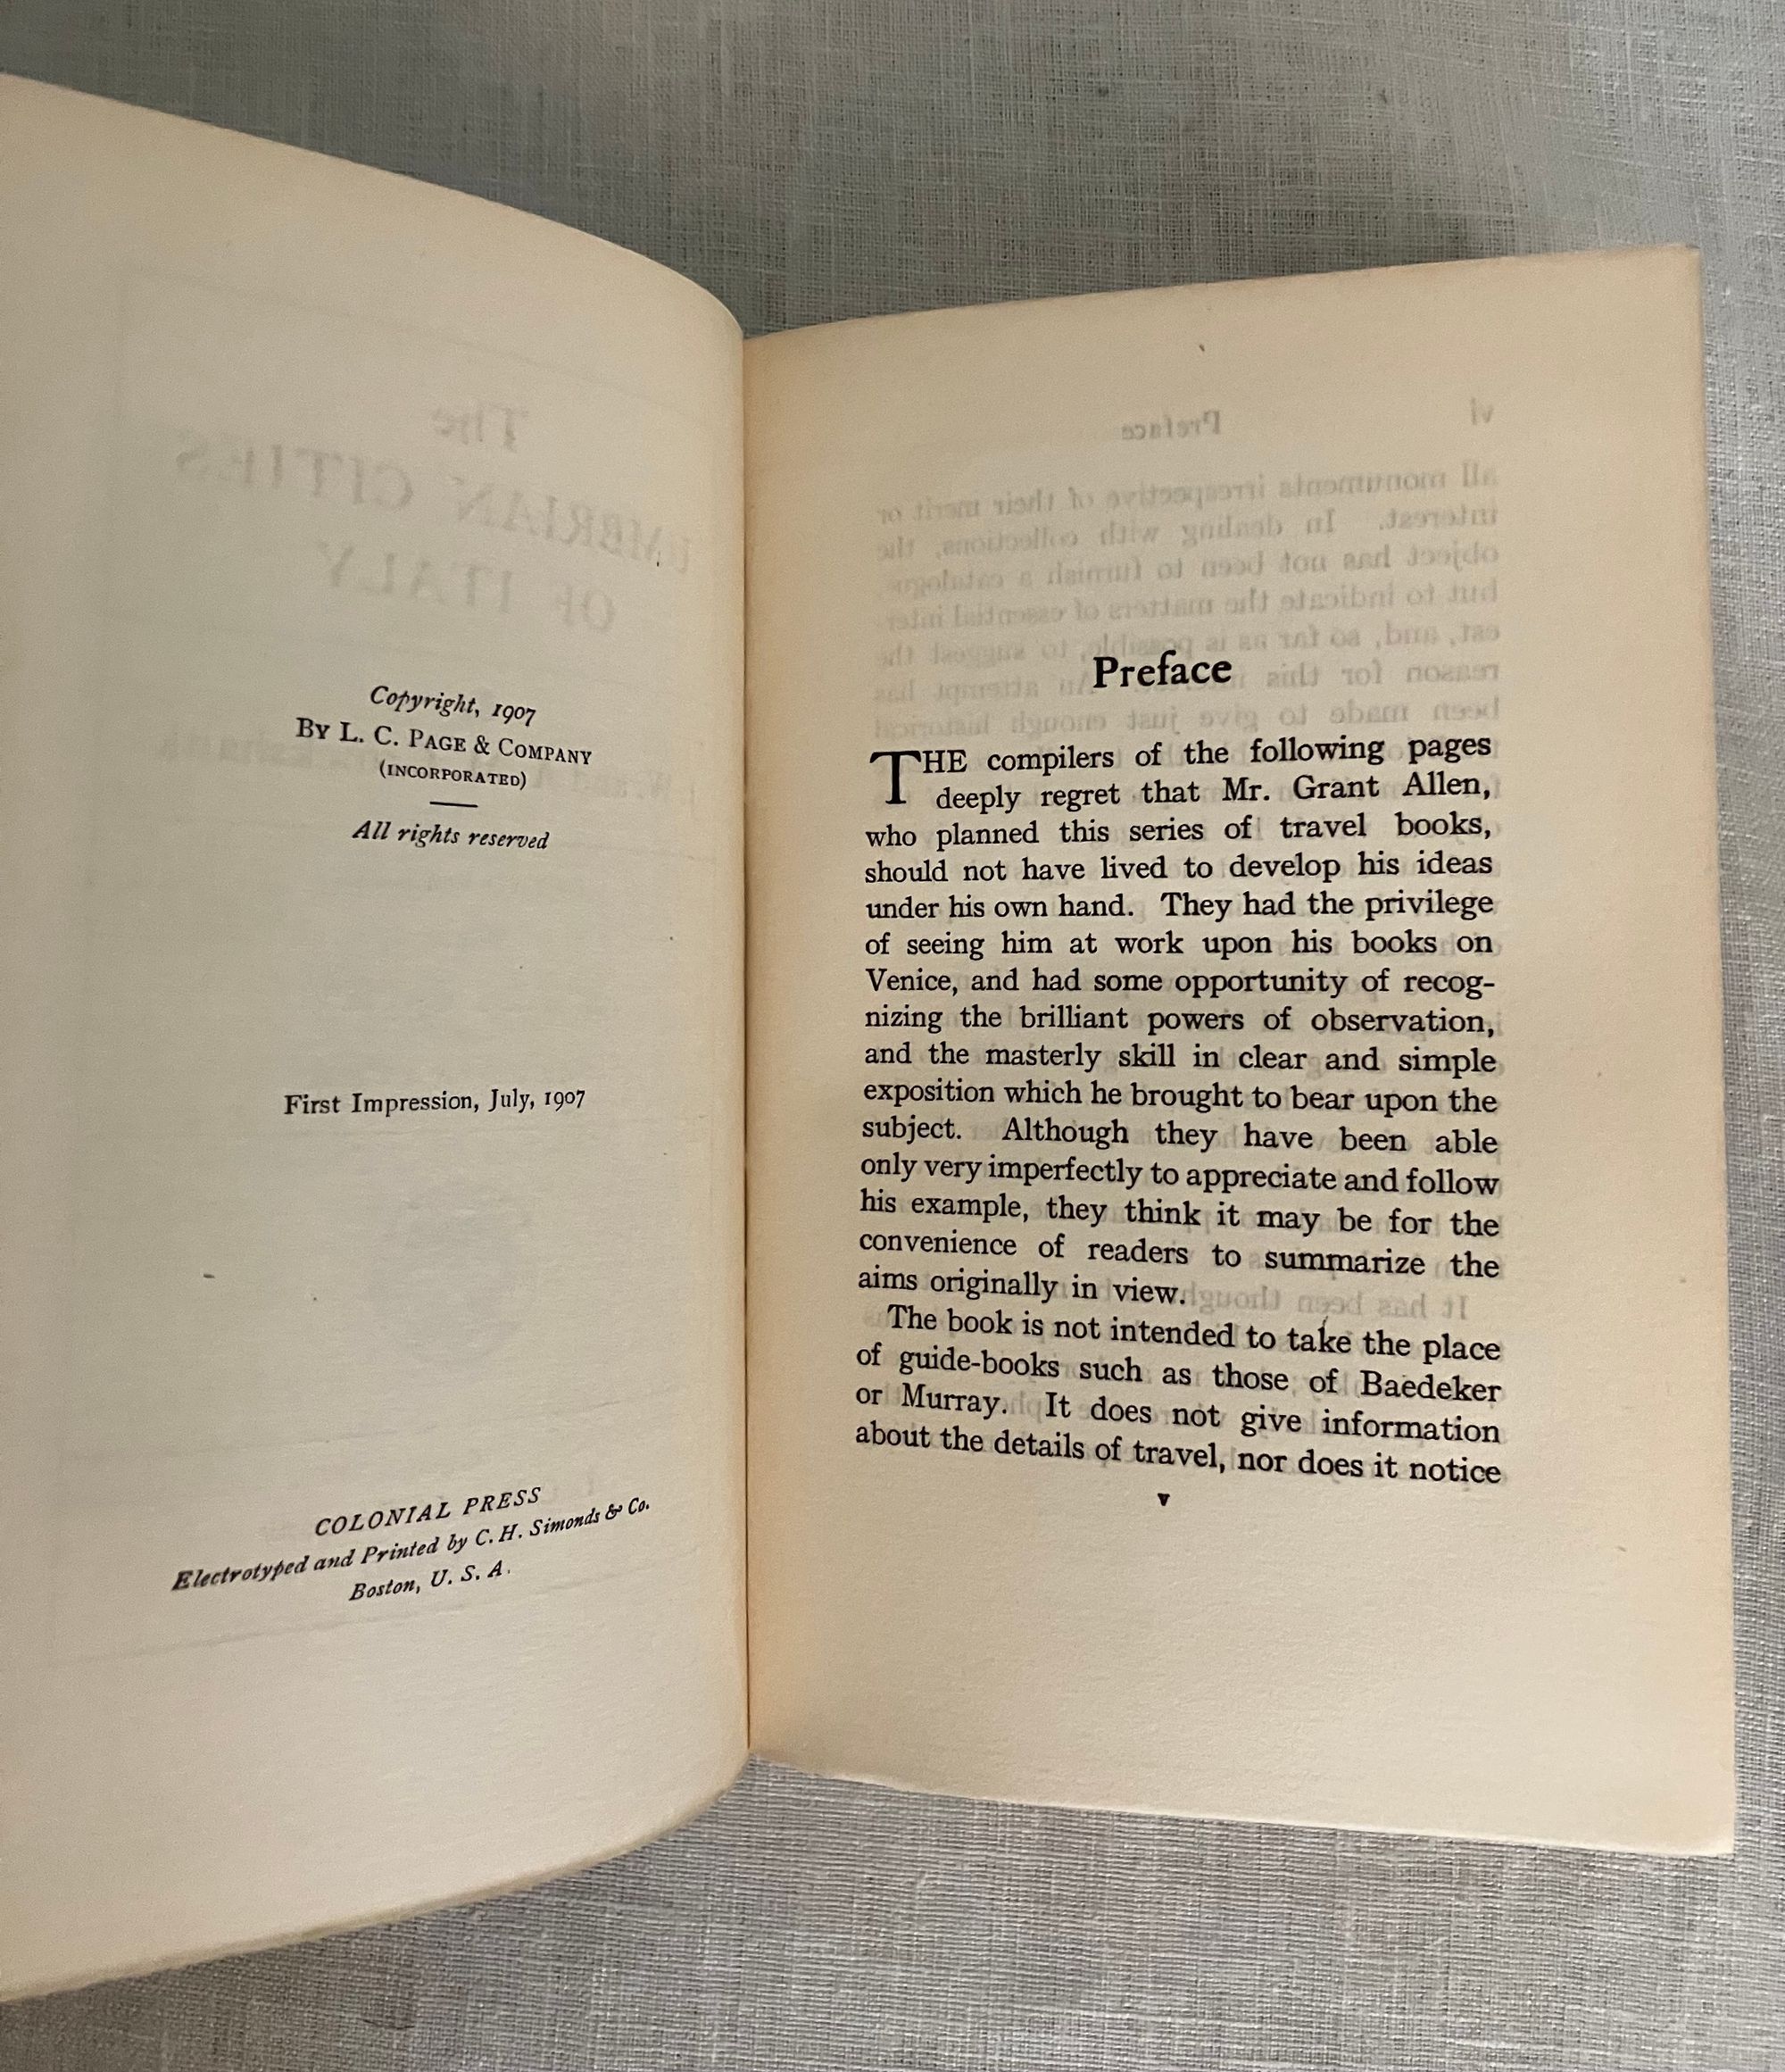 Copyright, 1907
By L. C. Page & Company
(INCORPORATED)
All rights reserved
First Impression, July, 1907
COLONIAL PRESS
Electrotyped and Printed by C. H. Simonds & Co.
Boston, U. S. A.
Preface
THE compilers of the following pages
deeply regret that Mr. Grant Allen,
who planned this series of travel books,
should not have lived to develop his ideas
under his own hand. They had the privilege
of seeing him at work upon his books on
Venice, and had some opportunity of recog-
nizing the brilliant powers of observation,
and the masterly skill in clear and simple
exposition which he brought to bear upon the
subject. Although they have been able
only very imperfectly to appreciate and follow
his example, they think it may be for the
convenience of readers to summarize the
aims originally in view.
The book is not intended to take the place
of guide-books such as those of Baedeker
or Murray. It does not give information
about the details of travel, nor does it notice
v